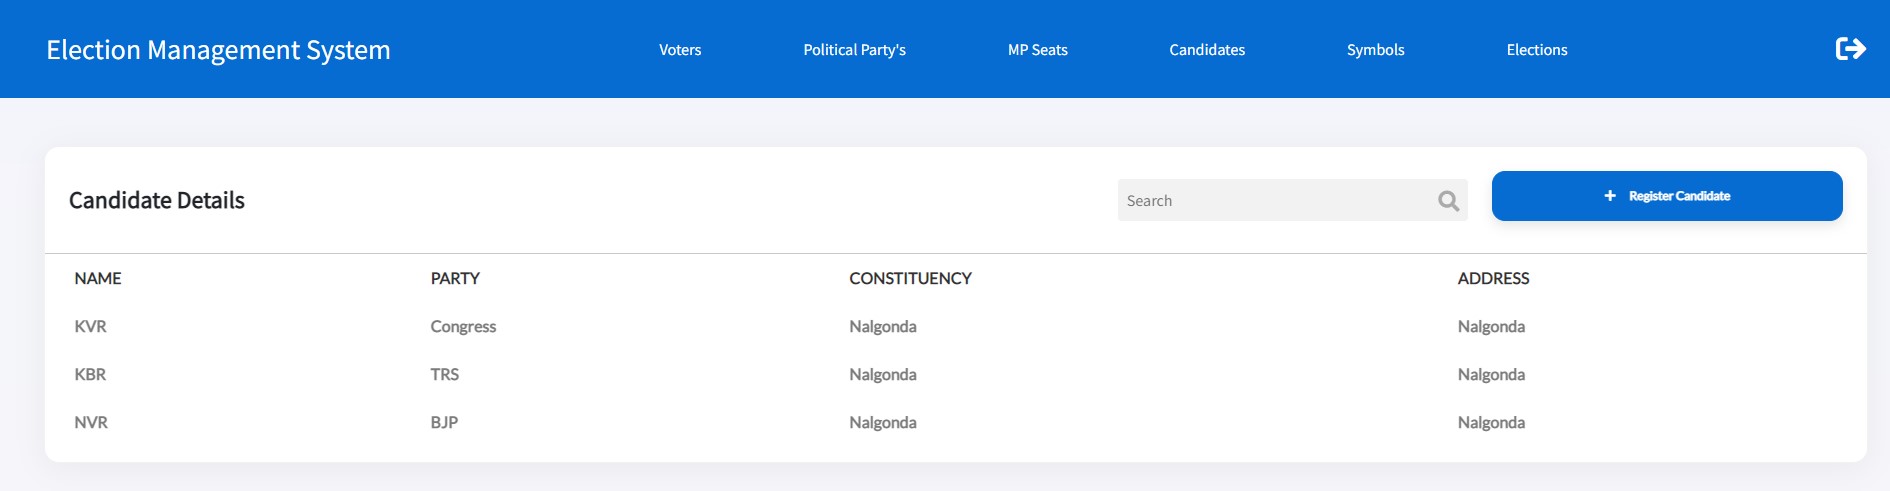 Election Management System Voters Political Party's MP Seats Candidates Symbols Elections
Candidate Details Search Register Candidate
NAME PARTY CONSTITUENCY ADDRESS
KVR Congress Nalgonda Nalgonda
KBR TRS Nalgonda Nalgonda
NVR BJP Nalgonda Nalgonda